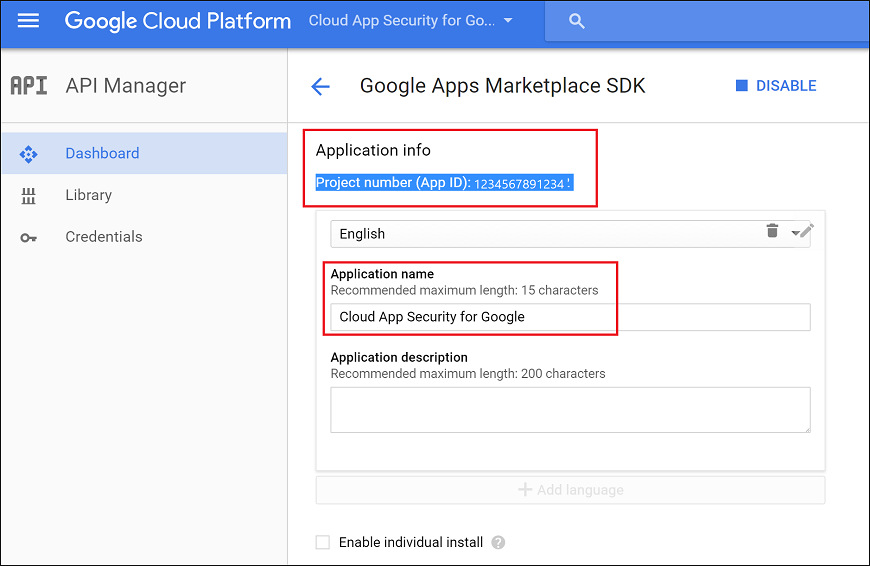 Google Cloud Platform
Cloud App Security for Go...
API
API Manager
Google Apps Marketplace SDK
DISABLE
Dashboard
Library
Credentials
Application info
Project number (App ID): 1234567891234 '.
English
Application name
Recommended maximum length: 15 characters
Cloud App Security for Google
Application description
Recommended maximum length: 200 characters
+ Add language
Enable individual install ?